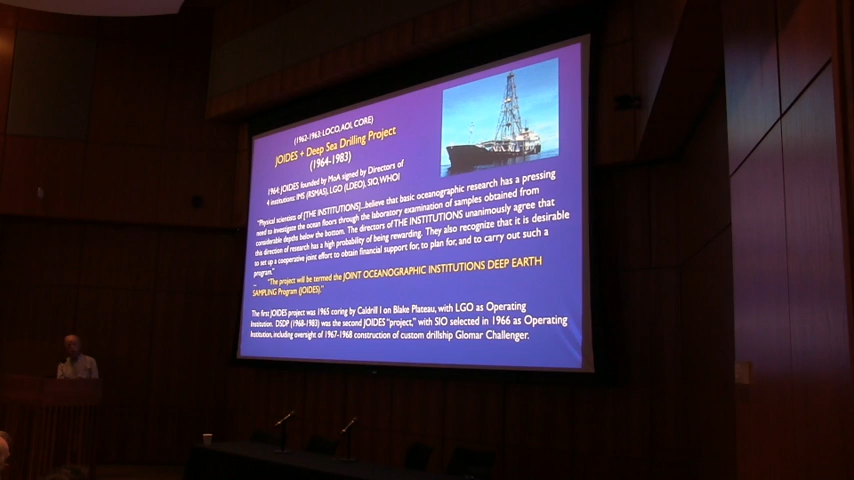 (1962-1963: LOCO, AOI, CORE)
JOIDES + Deep Sea Drilling Project
(1964-1983)
1964: JOIDES founded by MoA signed by Directors of
4 institutions: IMS (RSMAS), LGO (LDEO), SIO, WHOI
"Physical scientists of [THE INSTITUTIONS]...believe that basic oceanographic research has a pressing
need to investigate the ocean floors through the laboratory examination of samples obtained from
considerable depths below the bottom. The directors of THE INSTITUTIONS unanimously agree that
this direction of research has a high probability of being rewarding. They also recognize that it is desirable
to set up a cooperative joint effort to obtain financial support for, to plan for, and to carry out such a
program."
... "The project will be termed the JOINT OCEANOGRAPHIC INSTITUTIONS DEEP EARTH
SAMPLING Program (JOIDES)."
The first JOIDES project was 1965 coring by Caldrill I on Blake Plateau, with LGO as Operating
Institution. DSDP (1968-1983) was the second JOIDES "project," with SIO selected in 1966 as Operating
Institution, including oversight of 1967-1968 construction of custom drillship Glomar Challenger.